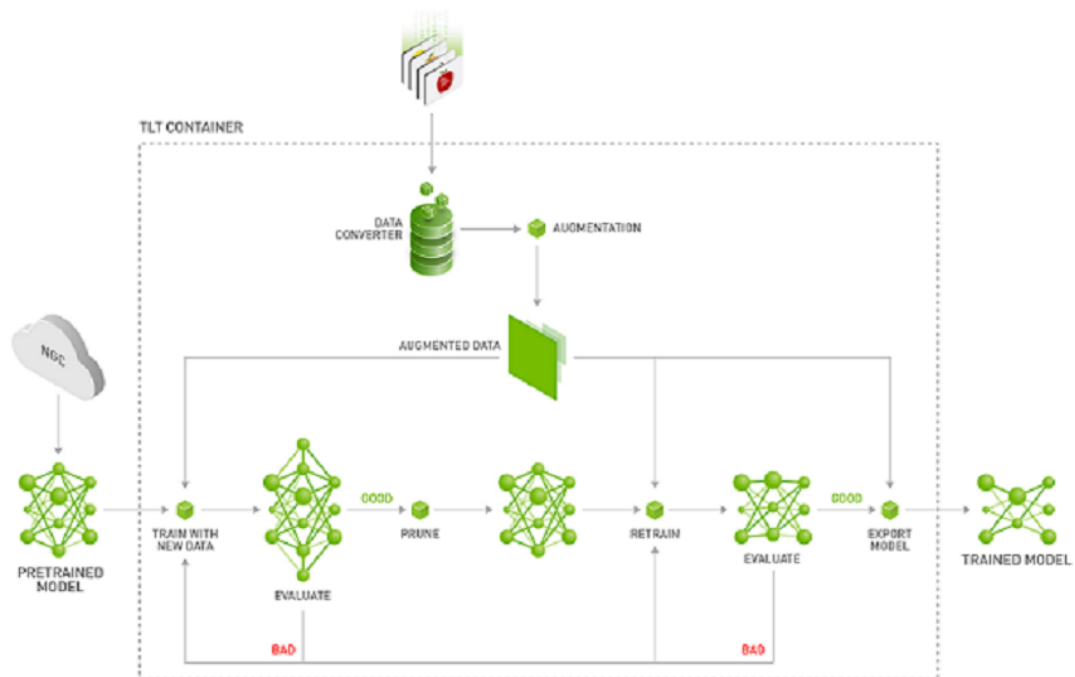 TLT CONTAINER
DATA
CONVERTER
AUGMENTATION
NGC
AUGMENTED DATA
GOOD
GOOD
TRAIN WITH
NEW DATA
PRUNE
RETRAIN
EXPORT
MODEL
PRETRAINED
MODEL
EVALUATE
EVALUATE
TRAINED MODEL
BAD
BAD